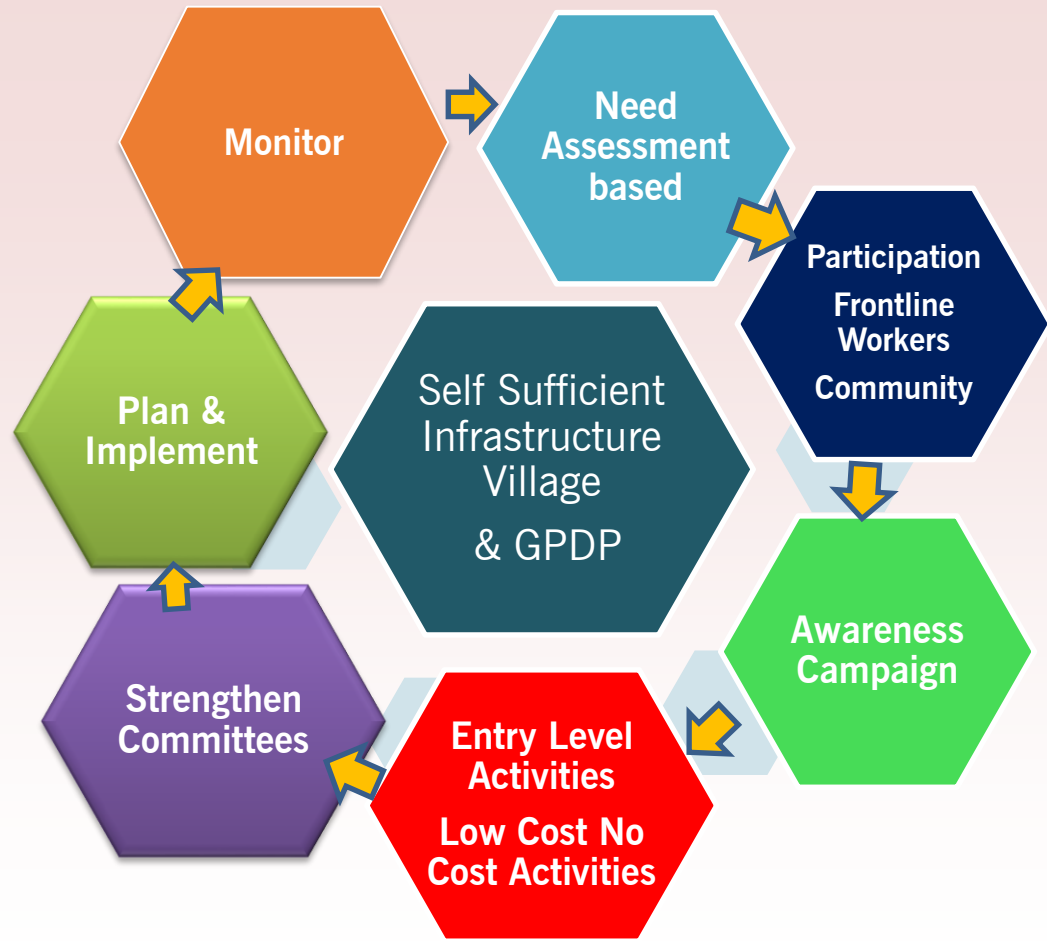 Monitor
Need
Assessment
based
Participation
Frontline
Workers
Community
Awareness
Campaign
Entry Level
Activities
Low Cost No
Cost Activities
Strengthen
Committees
Plan &
Implement
Self Sufficient
Infrastructure
Village
& GPDP